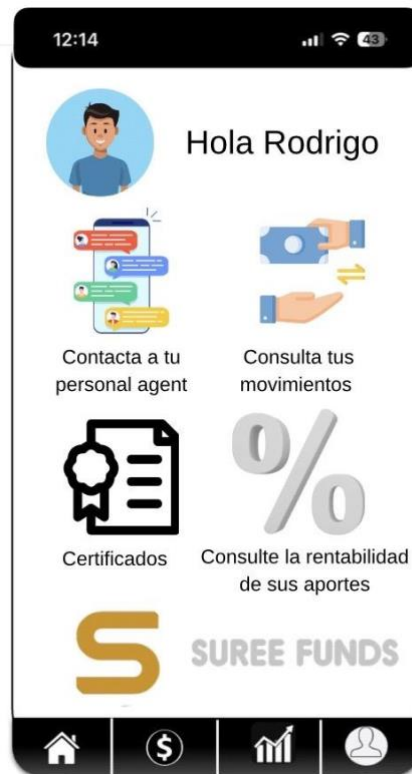 12:14
43
Hola Rodrigo
Contacta a tu
personal agent
Consulta tus
movimientos
%
Certificados
Consulte la rentabilidad
de sus aportes
S
SUREE FUNDS
$